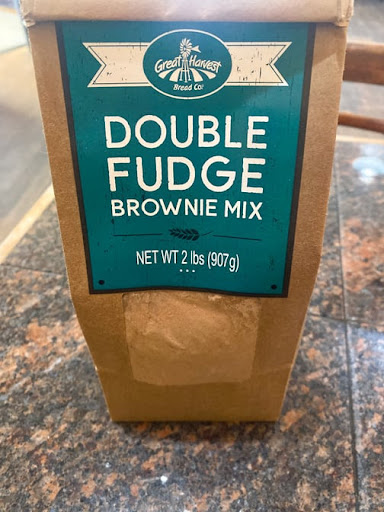 Great Harvest
Bread Co.
DOUBLE
FUDGE
BROWNIE MIX
NET WT 2 lbs (907g)